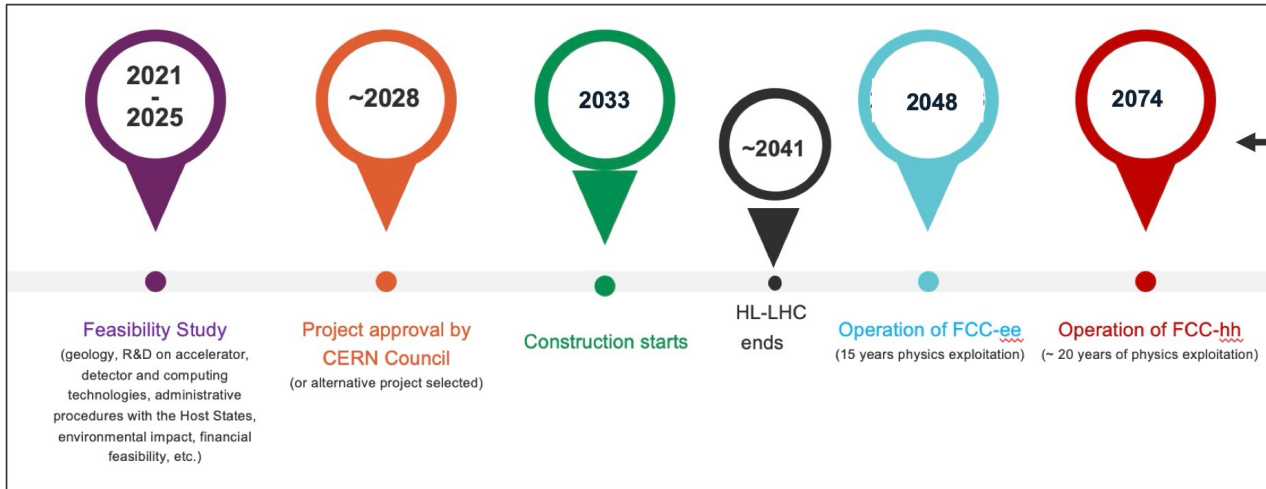 2021
-
2025
~2028
2033
~2041
2048
2074
Feasibility Study
(geology, R&D on accelerator,
detector and computing
technologies, administrative
procedures with the Host States,
environmental impact, financial
feasibility, etc.)
Project approval by
CERN Council
(or alternative project selected)
Construction starts
HL-LHC
ends
Operation of FCC-ee
(15 years physics exploitation)
Operation of FCC-hh
(~ 20 years of physics exploitation)